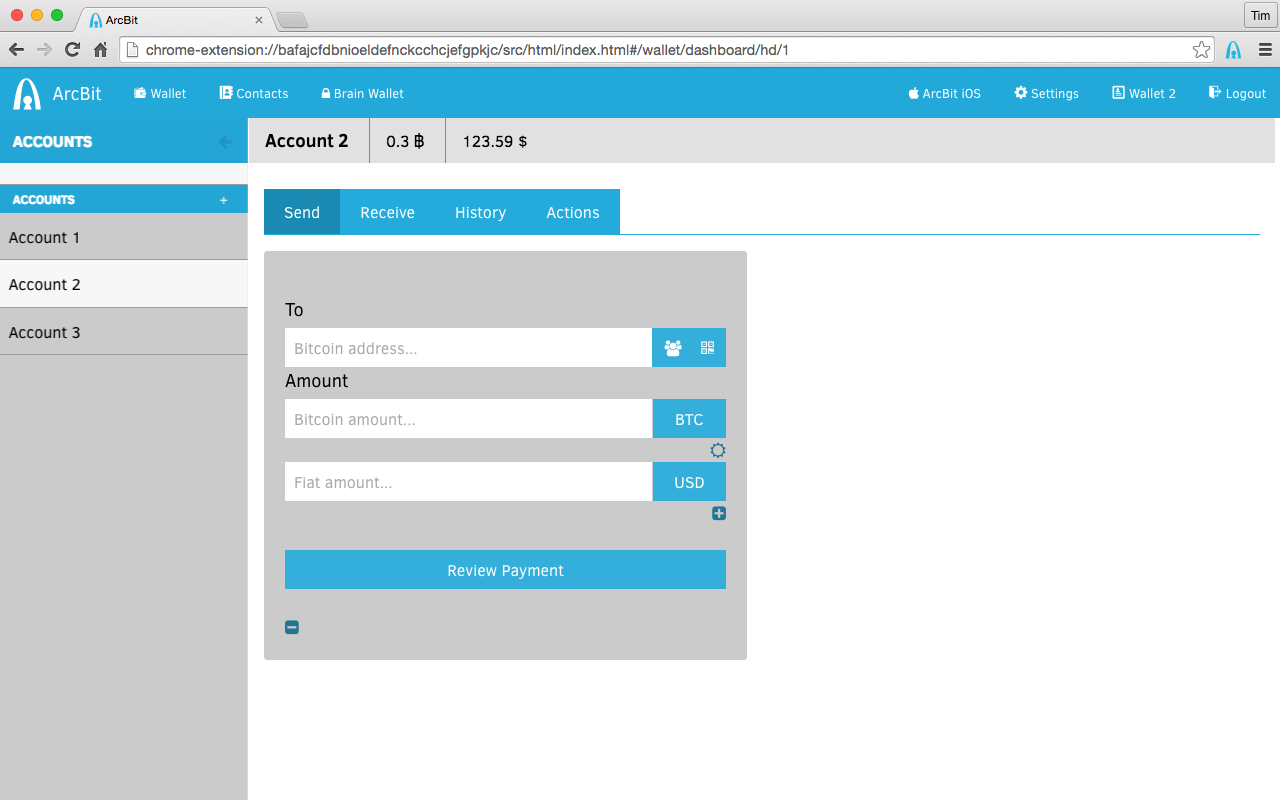 ArcBit
Tim
chrome-extension://bafajcfdbnioeldefnckcchcjefgpkjc/src/html/index.html#/wallet/dashboard/hd/1
ArcBit Wallet Contacts Brain Wallet ArcBit iOS Settings Wallet 2 Logout
ACCOUNTS
Account 2 0.3 ฿ 123.59 $
ACCOUNTS +
Account 1
Account 2
Account 3
Send Receive History Actions
To
Bitcoin address...
Amount
Bitcoin amount... BTC
Fiat amount... USD
Review Payment